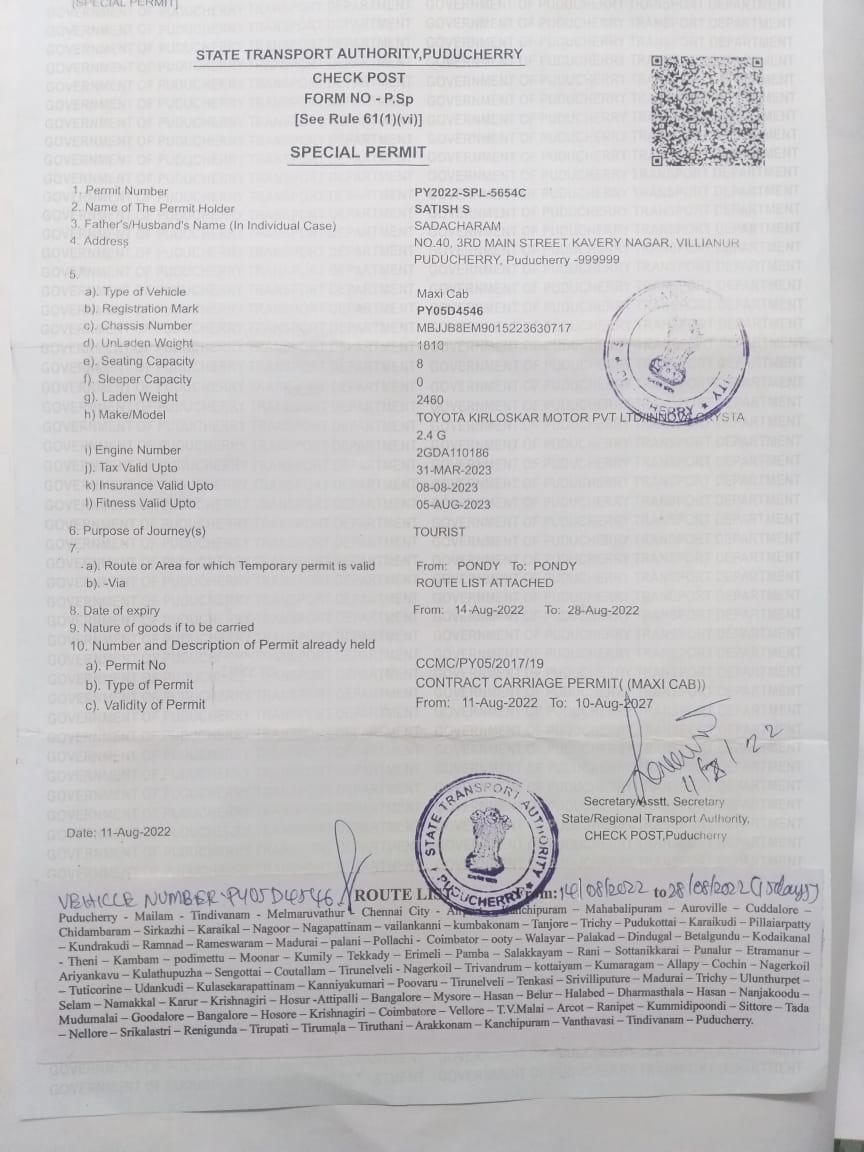 [SPECIAL PERMIT]
STATE TRANSPORT AUTHORITY,PUDUCHERRY
CHECK POST
FORM NO - P.Sp
[See Rule 61(1)(vi)]
SPECIAL PERMIT
1. Permit Number PY2022-SPL-5654C
2. Name of The Permit Holder SATISH S
3. Father's/Husband's Name (In Individual Case) SADACHARAM
4. Address NO.40, 3RD MAIN STREET KAVERY NAGAR, VILLIANUR
PUDUCHERRY, Puducherry -999999
5.
a). Type of Vehicle Maxi Cab
b). Registration Mark PY05D4546
c). Chassis Number MBJJB8EM9015223630717
d). UnLaden Weight 1810
e). Seating Capacity 8
f). Sleeper Capacity 0
g). Laden Weight 2460
h) Make/Model TOYOTA KIRLOSKAR MOTOR PVT LTD/INNOVA CRYSTA
2.4 G
i) Engine Number 2GDA110186
j). Tax Valid Upto 31-MAR-2023
k) Insurance Valid Upto 08-08-2023
l) Fitness Valid Upto 05-AUG-2023
6. Purpose of Journey(s) TOURIST
7.
a). Route or Area for which Temporary permit is valid From: PONDY To: PONDY
b). -Via ROUTE LIST ATTACHED
8. Date of expiry From: 14-Aug-2022 To: 28-Aug-2022
9. Nature of goods if to be carried
10. Number and Description of Permit already held
a). Permit No CCMC/PY05/2017/19
b). Type of Permit CONTRACT CARRIAGE PERMIT( (MAXI CAB))
c). Validity of Permit From: 11-Aug-2022 To: 10-Aug-2027
11/8/22
Secretary/Asstt. Secretary
State/Regional Transport Authority,
CHECK POST,Puducherry
Date: 11-Aug-2022
STATE TRANSPORT AUTHORITY
PUDUCHERRY
VEHICLE NUMBER-PY05D4546 ROUTE 14/08/2022 to 28/08/2022 (15days)
Puducherry - Mailam - Tindivanam - Melmaruvathur - Chennai City - Kanchipuram – Mahabalipuram – Auroville – Cuddalore –
Chidambaram - Sirkazhi - Karaikal - Nagoor - Nagapattinam - vailankanni - kumbakonam - Tanjore - Trichy - Pudukottai - Karaikudi - Pillaiarpatty
– Kundrakudi - Ramnad - Rameswaram - Madurai - palani - Pollachi - Coimbator - ooty - Walayar - Palakad - Dindugal - Betalgundu - Kodaikanal
- Theni - Kambam - podimettu - Moonar - Kumily - Tekkady - Erimeli - Pamba - Salakkayam - Rani - Sottanikkarai - Punalur - Etramanur -
Ariyankavu - Kulathupuzha - Sengottai - Coutallam - Tirunelveli - Nagerkoil - Trivandrum - kottaiyam - Kumaragam - Allapy - Cochin - Nagerkoil
– Tuticorine – Udankudi – Kulasekarapattinam – Kanniyakumari – Poovaru – Tirunelveli – Tenkasi – Srivilliputure – Madurai – Trichy – Ulunthurpet –
Selam – Namakkal – Karur – Krishnagiri – Hosur -Attipalli – Bangalore – Mysore – Hasan – Belur – Halabed – Dharmasthala – Hasan – Nanjakoodu -
Mudumalai – Goodalore – Bangalore – Hosore – Krishnagiri – Coimbatore – Vellore – T.V.Malai – Arcot – Ranipet – Kummidipoondi – Sittore – Tada
– Nellore – Srikalastri – Renigunda – Tirupati – Tirumala – Tiruthani – Arakkonam – Kanchipuram – Vanthavasi – Tindivanam – Puducherry.